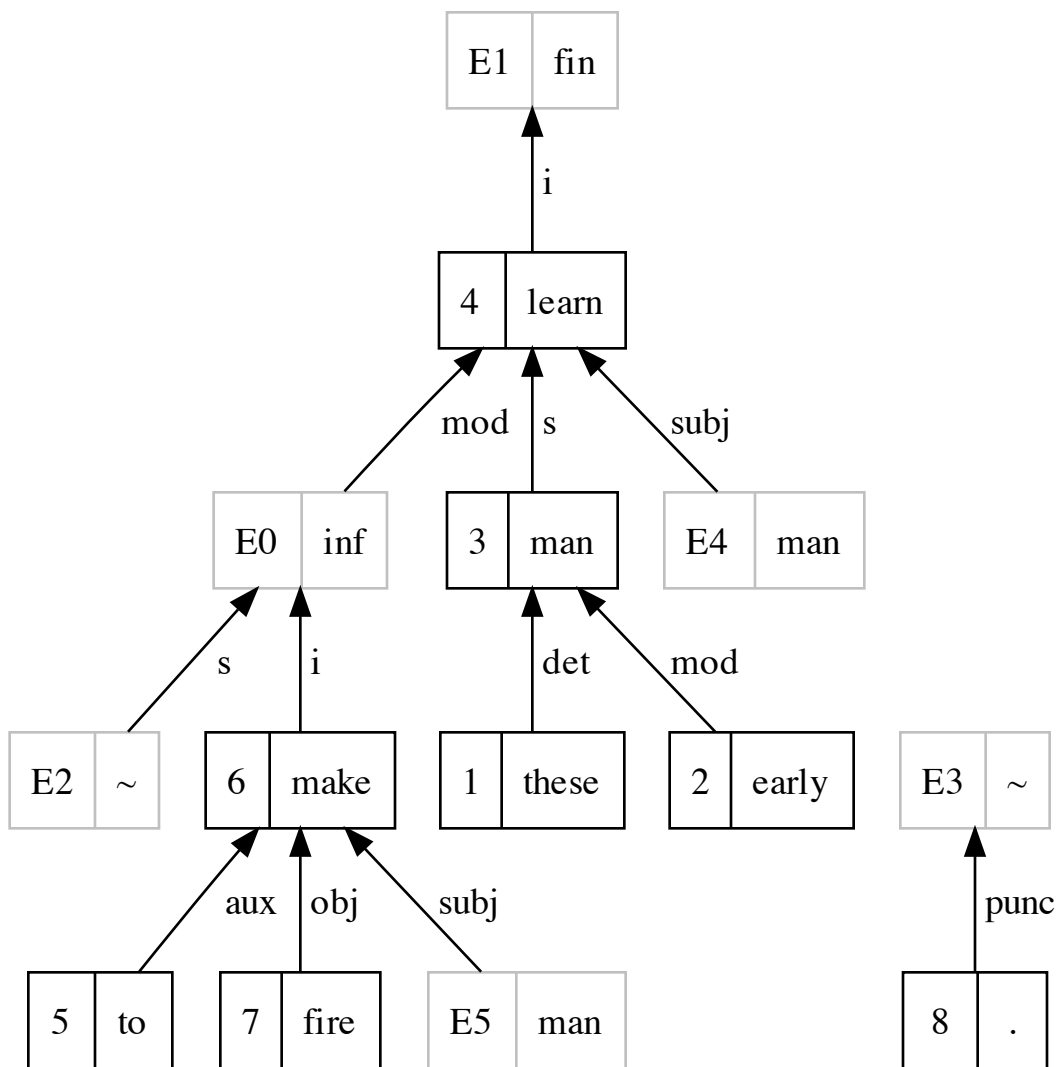 E1 fin
i
4 learn
mod s subj
E0 inf 3 man E4 man
s i det mod
E2 ~ 6 make 1 these 2 early E3 ~
aux obj subj punc
5 to 7 fire E5 man 8 .